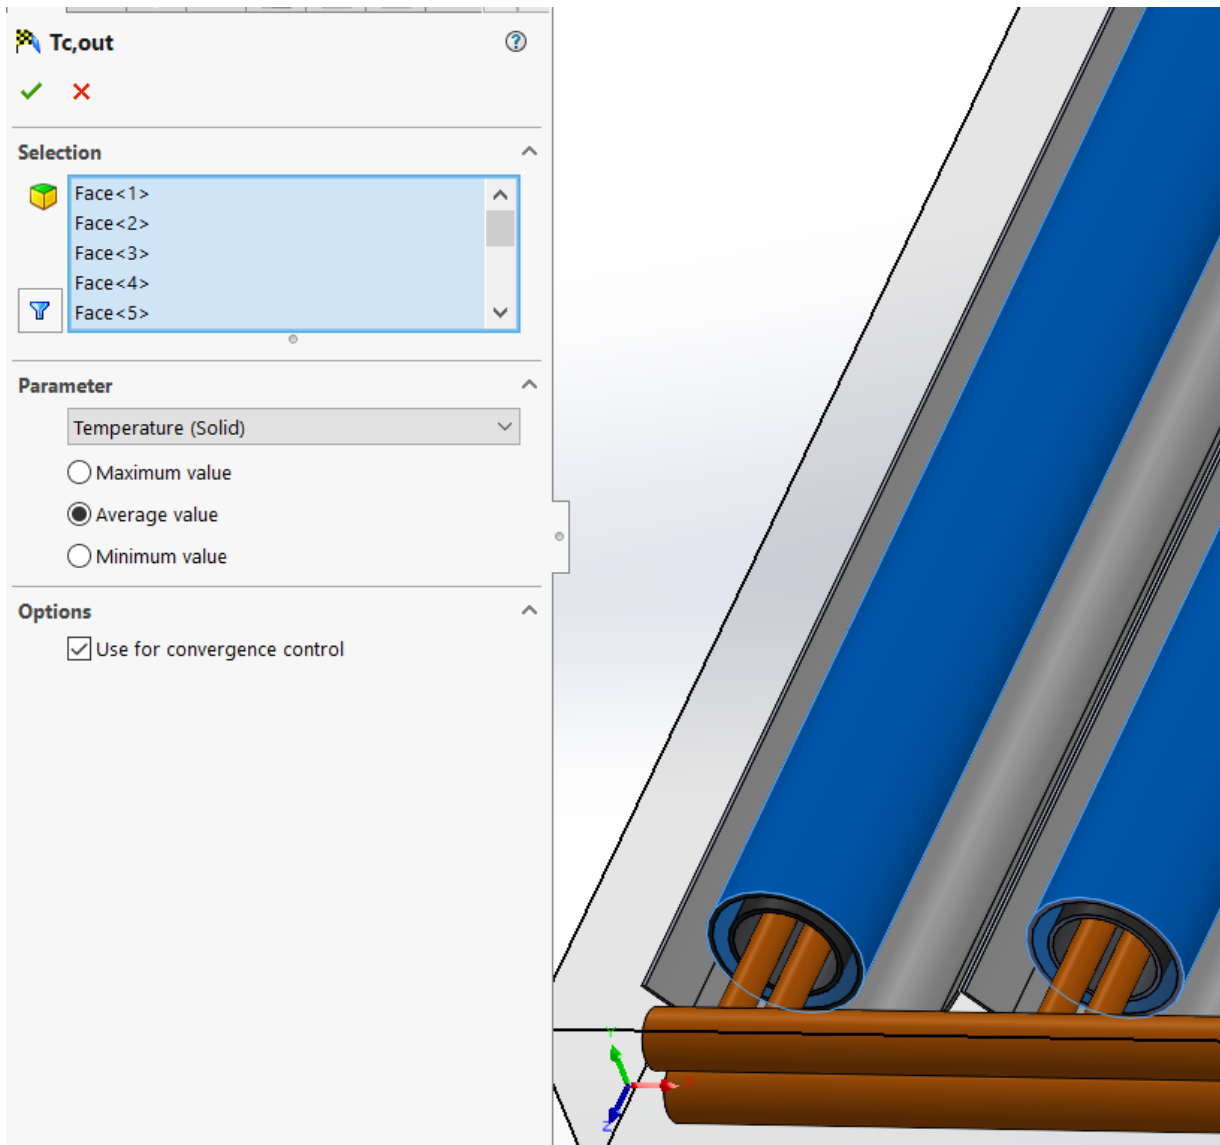 Tc,out
Selection
Face<1>
Face<2>
Face<3>
Face<4>
Face<5>
Parameter
Temperature (Solid)
Maximum value
Average value
Minimum value
Options
Use for convergence control
Y
X
Z